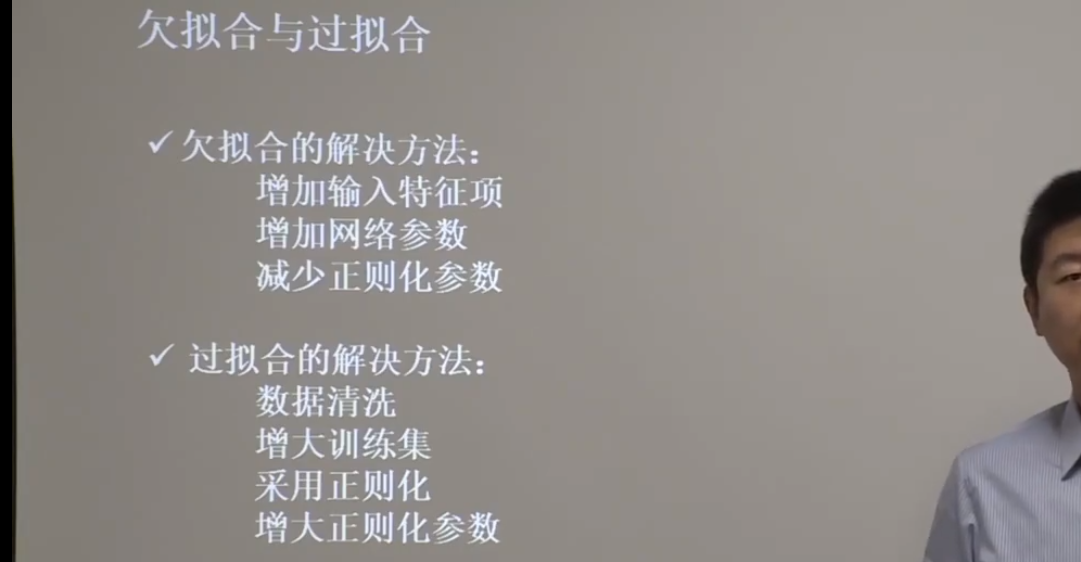 欠拟合与过拟合
✓ 欠拟合的解决方法：
增加输入特征项
增加网络参数
减少正则化参数
✓ 过拟合的解决方法：
数据清洗
增大训练集
采用正则化
增大正则化参数